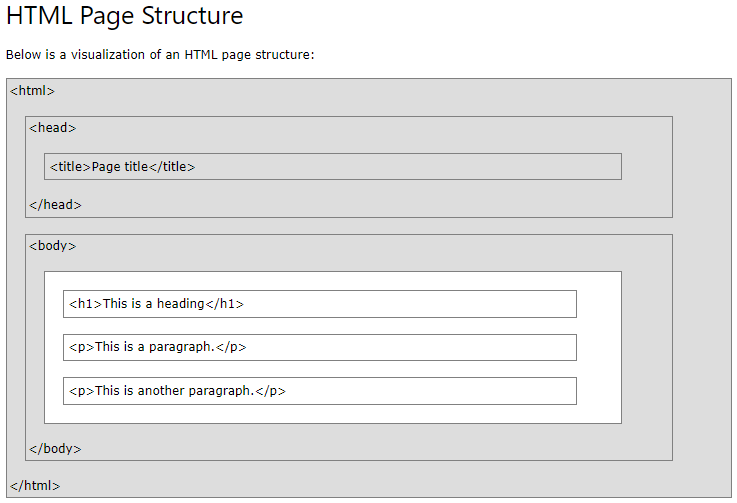 HTML Page Structure
Below is a visualization of an HTML page structure:
<html>
<head>
<title>Page title</title>
</head>
<body>
<h1>This is a heading</h1>
<p>This is a paragraph.</p>
<p>This is another paragraph.</p>
</body>
</html>